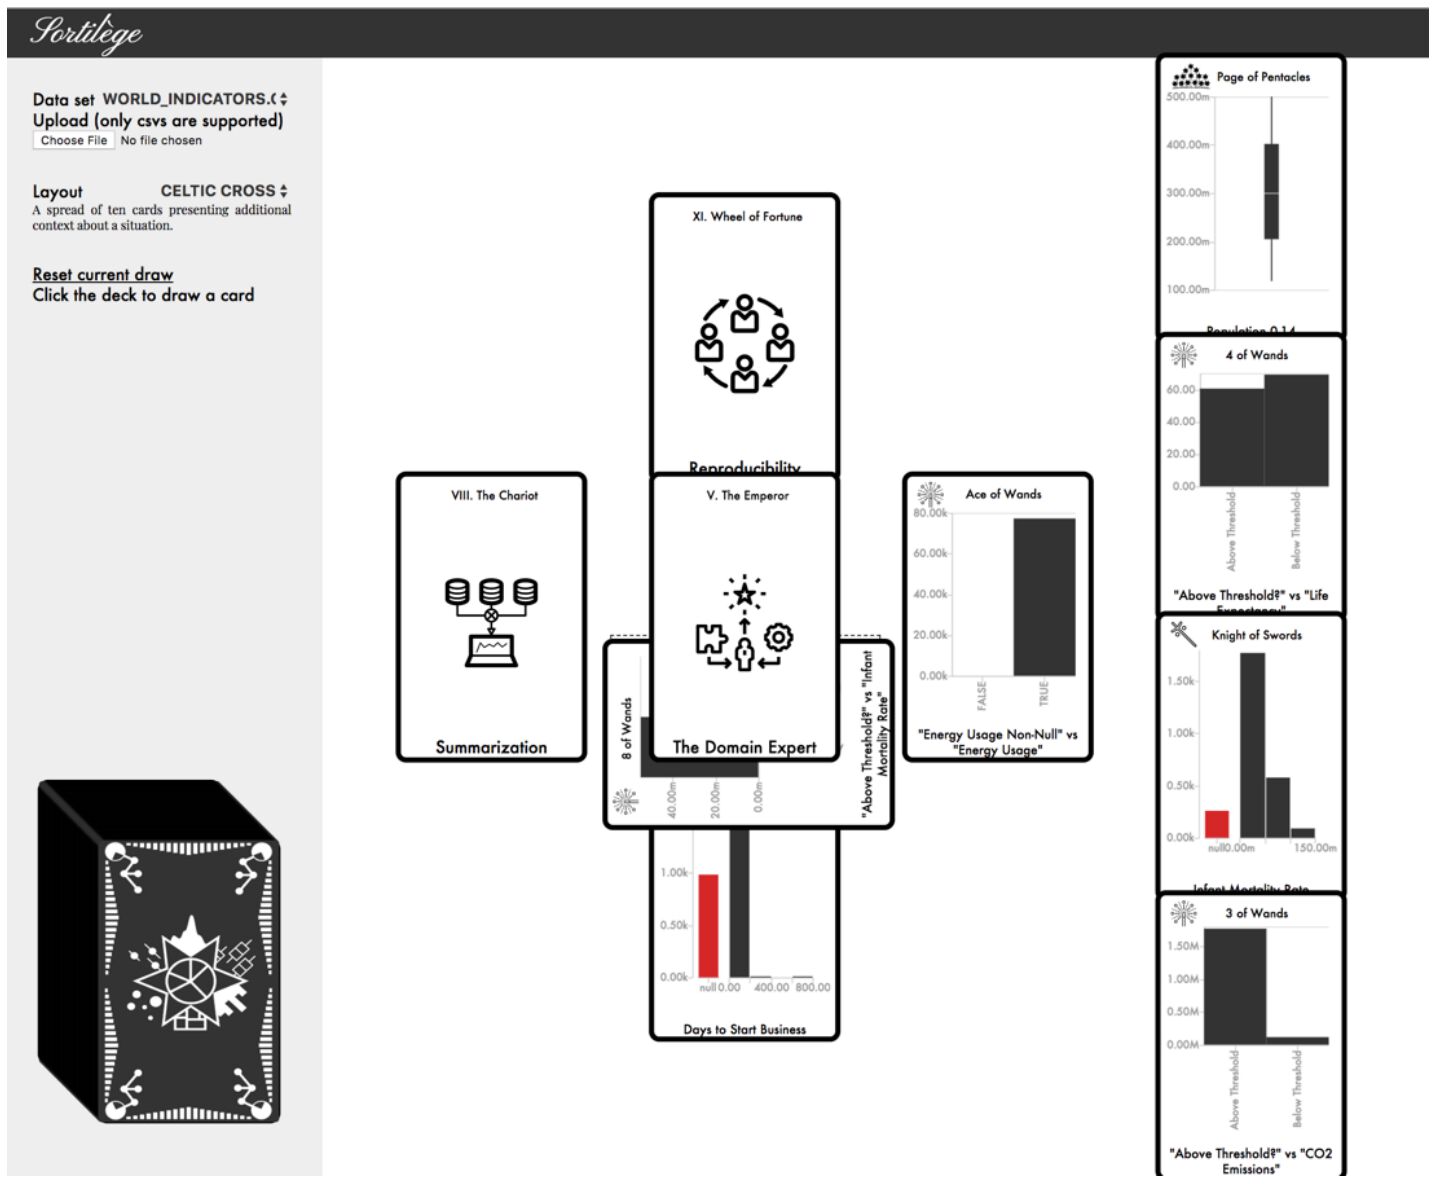 Sortilège
Data set WORLD_INDICATORS.(
Upload (only csvs are supported)
Choose File No file chosen
Layout CELTIC CROSS
A spread of ten cards presenting additional
context about a situation.
Reset current draw
Click the deck to draw a card
XI. Wheel of Fortune
Reproducibility
VIII. The Chariot
Summarization
V. The Emperor
The Domain Expert
8 of Wands
40.00m
20.00m
0.00m
"Above Threshold?" vs "Infant
Mortality Rate"
1.00k
0.50k
0.00k
null 0.00 400.00 800.00
Days to Start Business
Ace of Wands
80.00k
60.00k
40.00k
20.00k
0.00k
FALSE
TRUE
"Energy Usage Non-Null" vs
"Energy Usage"
Page of Pentacles
500.00m
400.00m
300.00m
200.00m
100.00m
Population 0-14
4 of Wands
60.00
40.00
20.00
0.00
Above Threshold
Below Threshold
"Above Threshold?" vs "Life
Expectancy"
Knight of Swords
1.50k
1.00k
0.50k
0.00k
null 0.00m 150.00m
Infant Mortality Rate
3 of Wands
1.50M
1.00M
0.50M
0.00M
Above Threshold
Below Threshold
"Above Threshold?" vs "CO2
Emissions"